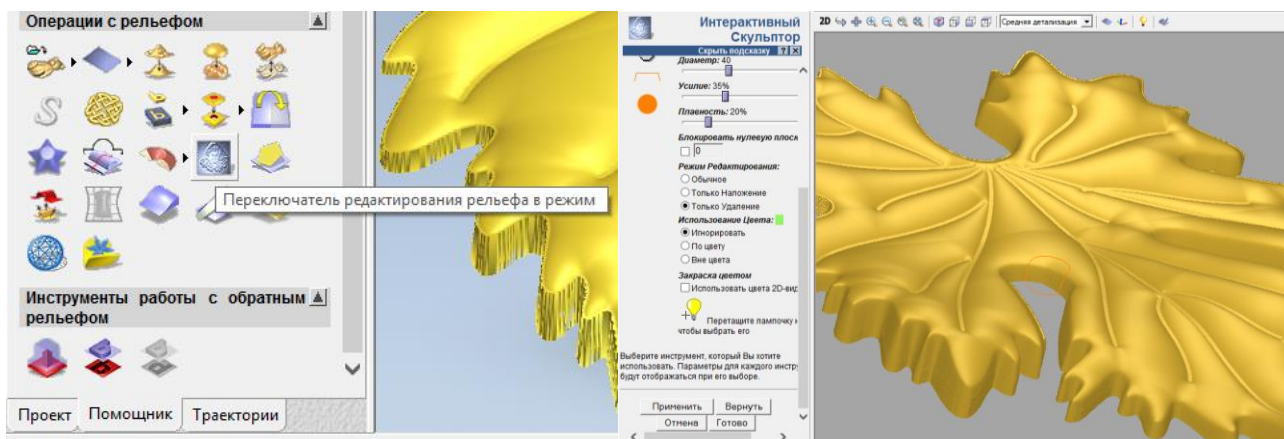 Операции с рельефом
Переключатель редактирования рельефа в режим
Инструменты работы с обратным
рельефом
Проект Помощник Траектории
Интерактивный
Скульптор
Скрыть подсказку
Диаметр: 40
Усилие: 35%
Плавность: 20%
Блокировать нулевую плоск
0
Режим Редактирования:
Обычное
Только Наложение
Только Удаление
Использование Цвета:
Игнорировать
По цвету
Вне цвета
Закраска цветом
Использовать цвета 2D-вид
Перетащите лампочку н
чтобы выбрать его
Выберите инструмент, который Вы хотите
использовать. Параметры для каждого инстру
будут отображаться при его выборе.
Применить Вернуть
Отмена Готово
2D Средняя детализация